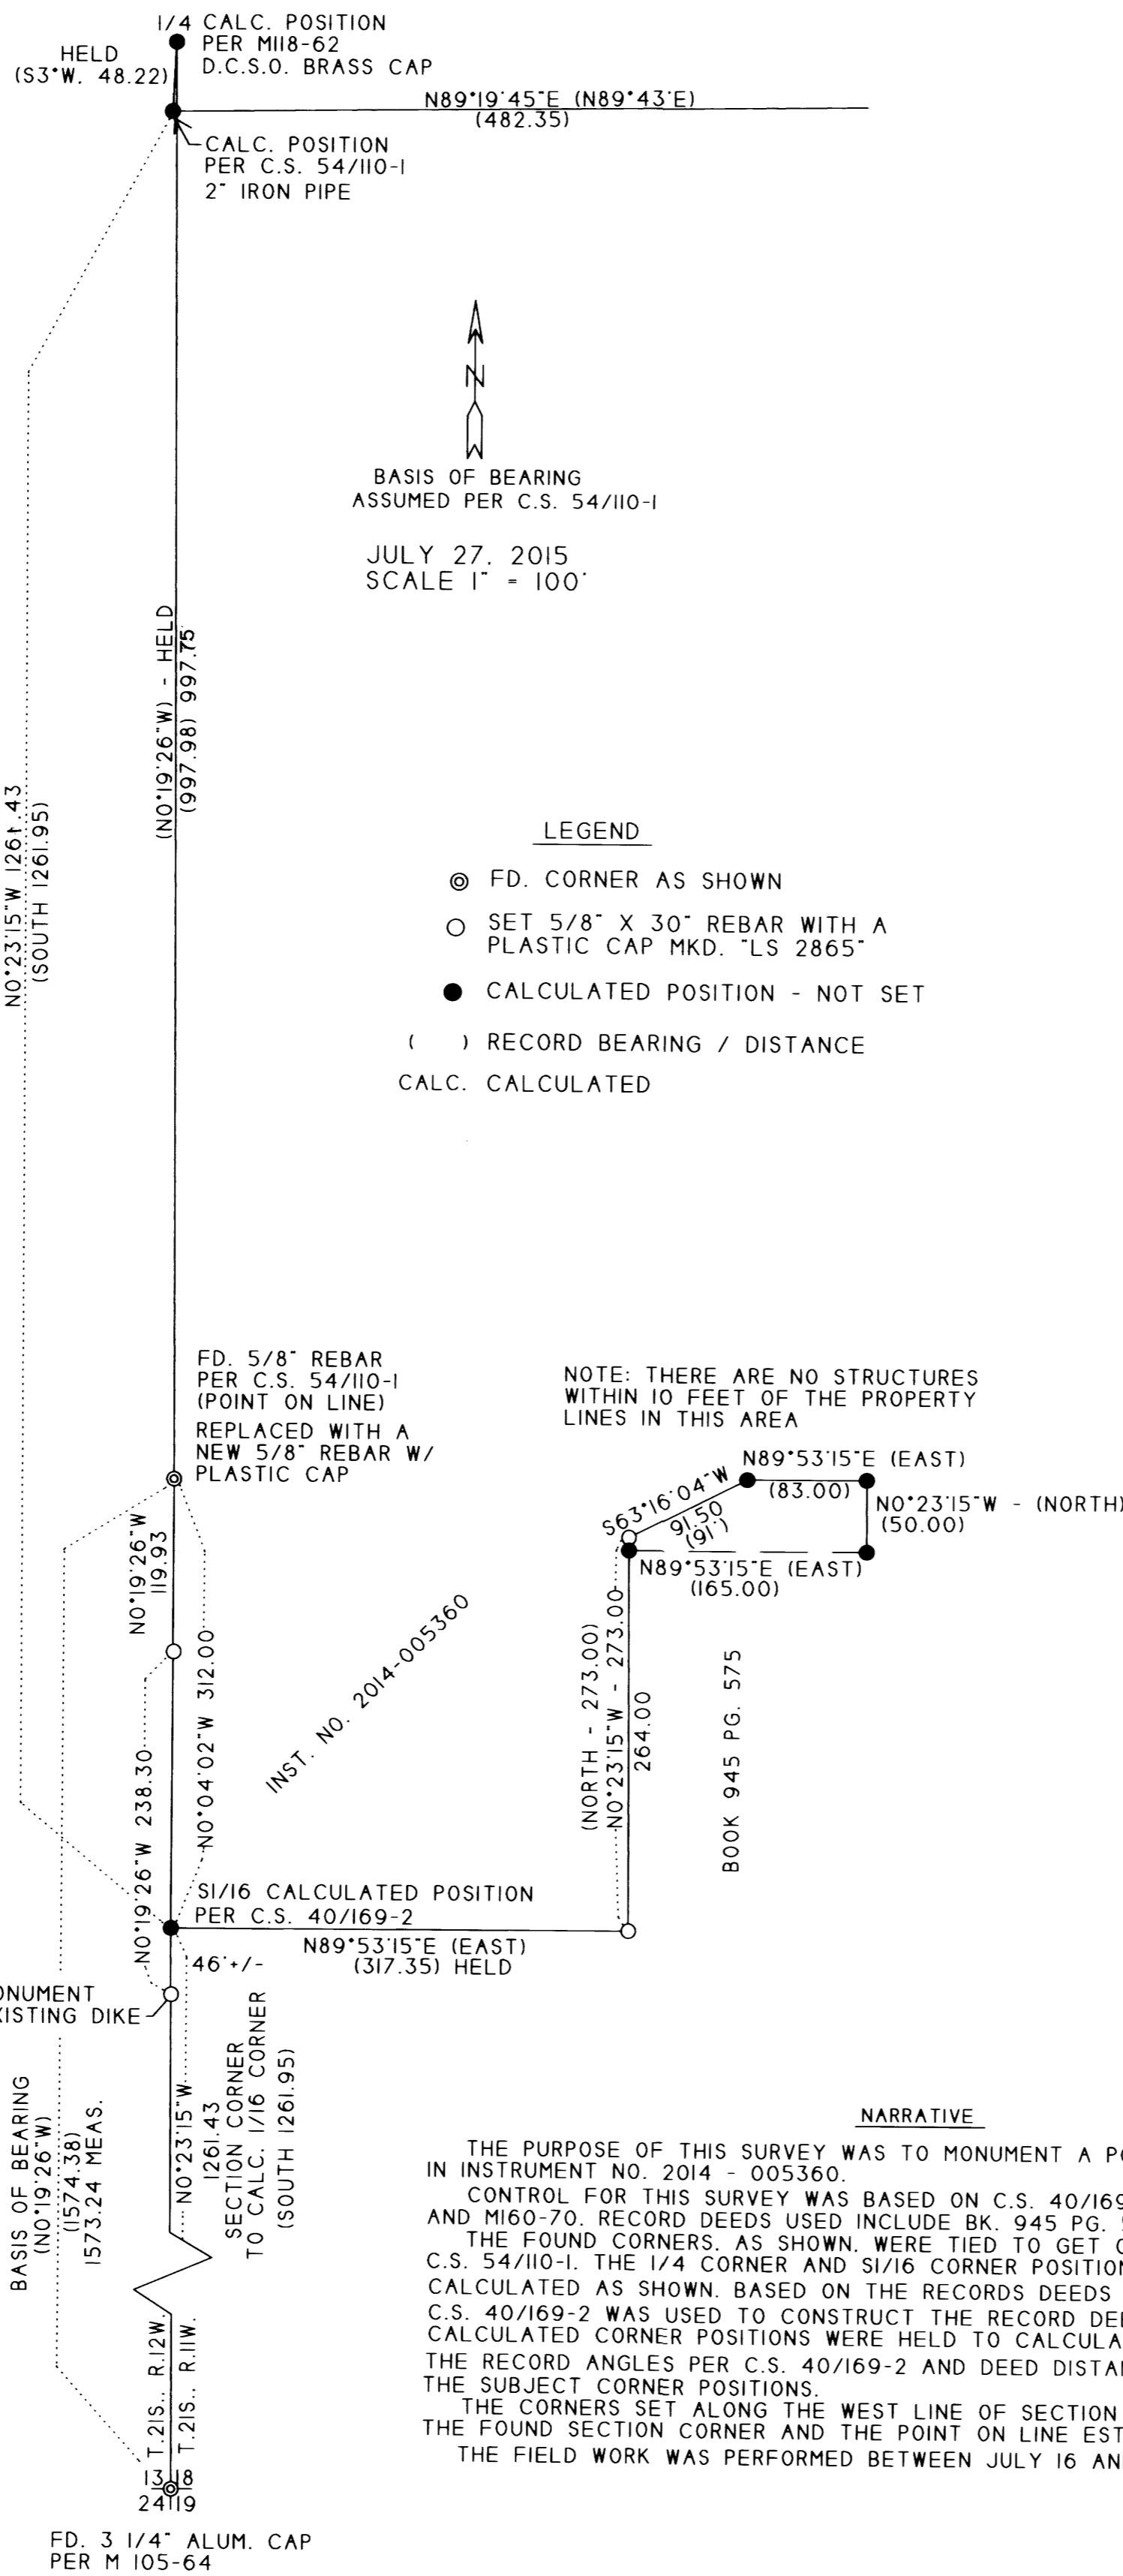 1/4 CALC. POSITION
PER M118-62
D.C.S.O. BRASS CAP
HELD
(S3°W, 48.22)
N89°19'45"E (N89°43'E)
(482.35)
CALC. POSITION
PER C.S. 54/110-1
2" IRON PIPE
N
BASIS OF BEARING
ASSUMED PER C.S. 54/110-1
JULY 27, 2015
SCALE 1" = 100'
(N0°19'26"W) - HELD
(997.98) 997.75
N0°23'15"W 1261.43
(SOUTH 1261.95)
LEGEND
FD. CORNER AS SHOWN
SET 5/8" X 30" REBAR WITH A
PLASTIC CAP MKD. "LS 2865"
CALCULATED POSITION - NOT SET
( ) RECORD BEARING / DISTANCE
CALC. CALCULATED
FD. 5/8" REBAR
PER C.S. 54/110-1
(POINT ON LINE)
REPLACED WITH A
NEW 5/8" REBAR W/
PLASTIC CAP
NOTE: THERE ARE NO STRUCTURES
WITHIN 10 FEET OF THE PROPERTY
LINES IN THIS AREA
N89°53'15"E (EAST)
(83.00)
S63°16'04"W
91.50
(91')
N0°23'15"W - (NORTH)
(50.00)
N89°53'15"E (EAST)
(165.00)
N0°19'26"W
119.93
N0°04'02"W 312.00
INST. NO. 2014-005360
(NORTH - 273.00)
N0°23'15"W - 273.00
264.00
BOOK 945 PG. 575
N0°19'26"W 238.30
S1/16 CALCULATED POSITION
PER C.S. 40/169-2
N89°53'15"E (EAST)
(317.35) HELD
46'+/-
ONUMENT
XISTING DIKE
N0°23'15"W
1261.43
SECTION CORNER
TO CALC. 1/16 CORNER
(SOUTH 1261.95)
BASIS OF BEARING
(N0°19'26"W)
(1574.38)
1573.24 MEAS.
NARRATIVE
THE PURPOSE OF THIS SURVEY WAS TO MONUMENT A PO
IN INSTRUMENT NO. 2014 - 005360.
CONTROL FOR THIS SURVEY WAS BASED ON C.S. 40/169
AND M160-70. RECORD DEEDS USED INCLUDE BK. 945 PG.
THE FOUND CORNERS, AS SHOWN, WERE TIED TO GET
C.S. 54/110-1. THE 1/4 CORNER AND S1/16 CORNER POSITION
CALCULATED AS SHOWN. BASED ON THE RECORDS DEEDS
C.S. 40/169-2 WAS USED TO CONSTRUCT THE RECORD DEE
CALCULATED CORNER POSITIONS WERE HELD TO CALCULA
THE RECORD ANGLES PER C.S. 40/169-2 AND DEED DISTA
THE SUBJECT CORNER POSITIONS.
THE CORNERS SET ALONG THE WEST LINE OF SECTION
THE FOUND SECTION CORNER AND THE POINT ON LINE EST
THE FIELD WORK WAS PERFORMED BETWEEN JULY 16 AN
T.21S., R.12W.
T.21S., R.11W.
13 18
24 19
FD. 3 1/4" ALUM. CAP
PER M 105-64